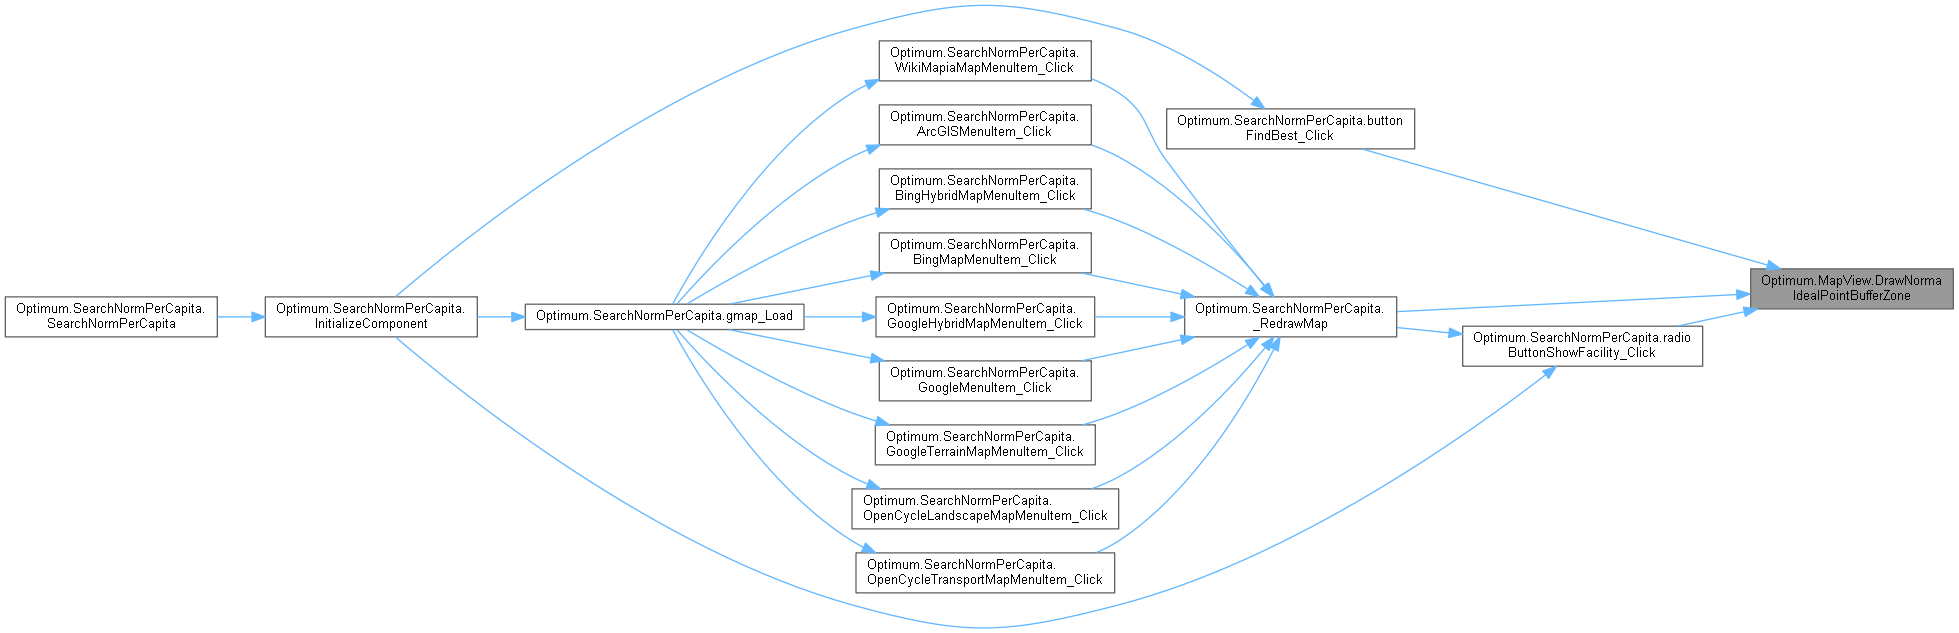 Optimum.SearchNormPerCapita.
SearchNormPerCapita
Optimum.SearchNormPerCapita.
InitializeComponent
Optimum.SearchNormPerCapita.gmap_Load
Optimum.SearchNormPerCapita.
WikiMapiaMapMenuItem_Click
Optimum.SearchNormPerCapita.
ArcGISMenuItem_Click
Optimum.SearchNormPerCapita.
BingHybridMapMenuItem_Click
Optimum.SearchNormPerCapita.
BingMapMenuItem_Click
Optimum.SearchNormPerCapita.
GoogleHybridMapMenuItem_Click
Optimum.SearchNormPerCapita.
GoogleMenuItem_Click
Optimum.SearchNormPerCapita.
GoogleTerrainMapMenuItem_Click
Optimum.SearchNormPerCapita.
OpenCycleLandscapeMapMenuItem_Click
Optimum.SearchNormPerCapita.
OpenCycleTransportMapMenuItem_Click
Optimum.SearchNormPerCapita.button
FindBest_Click
Optimum.SearchNormPerCapita.
_RedrawMap
Optimum.SearchNormPerCapita.radio
ButtonShowFacility_Click
Optimum.MapView.DrawNorma
IdealPointBufferZone